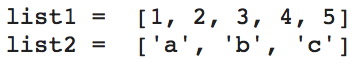 list1 = [1, 2, 3, 4, 5]
list2 = ['a', 'b', 'c']